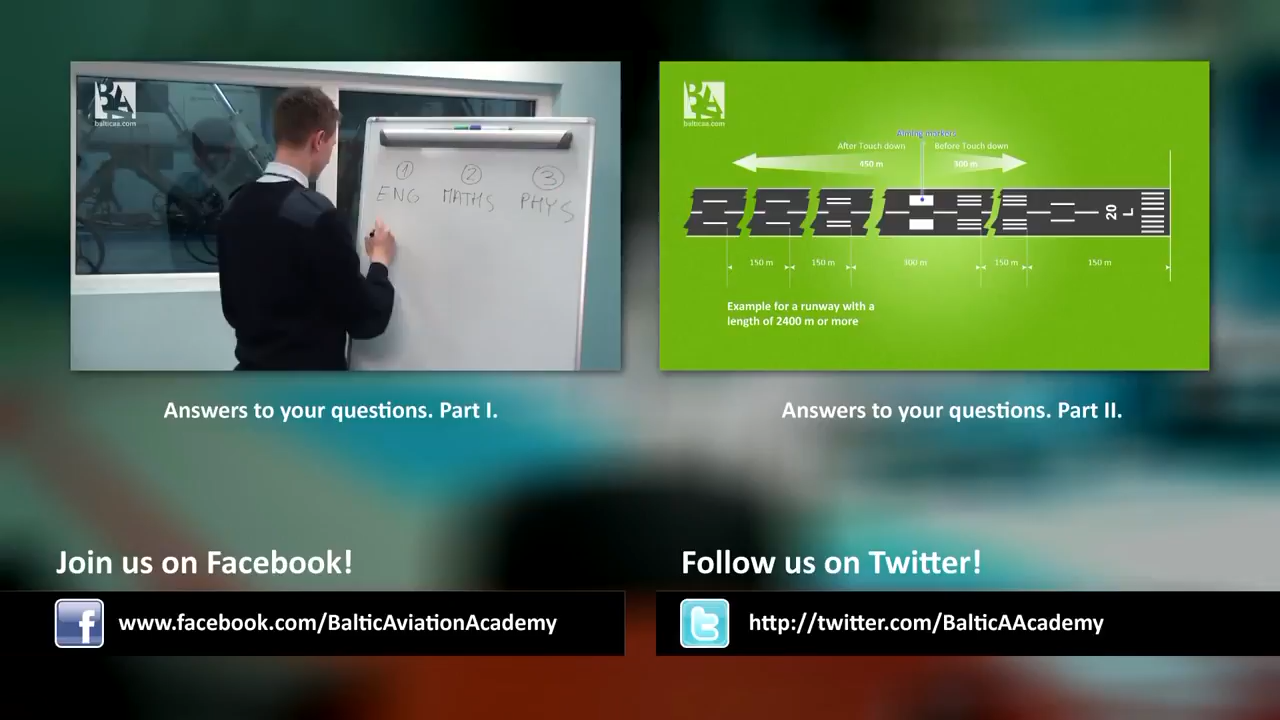 BA
balticaa.com
1 2 3
ENG MATHS PHYS
BA
balticaa.com
Aiming markers
After Touch down Before Touch down
450 m 300 m
20
L
150 m 150 m 300 m 150 m 150 m
Example for a runway with a
length of 2400 m or more
Answers to your questions. Part I.
Answers to your questions. Part II.
Join us on Facebook!
Follow us on Twitter!
f www.facebook.com/BalticAviationAcademy
t http://twitter.com/BalticAAcademy